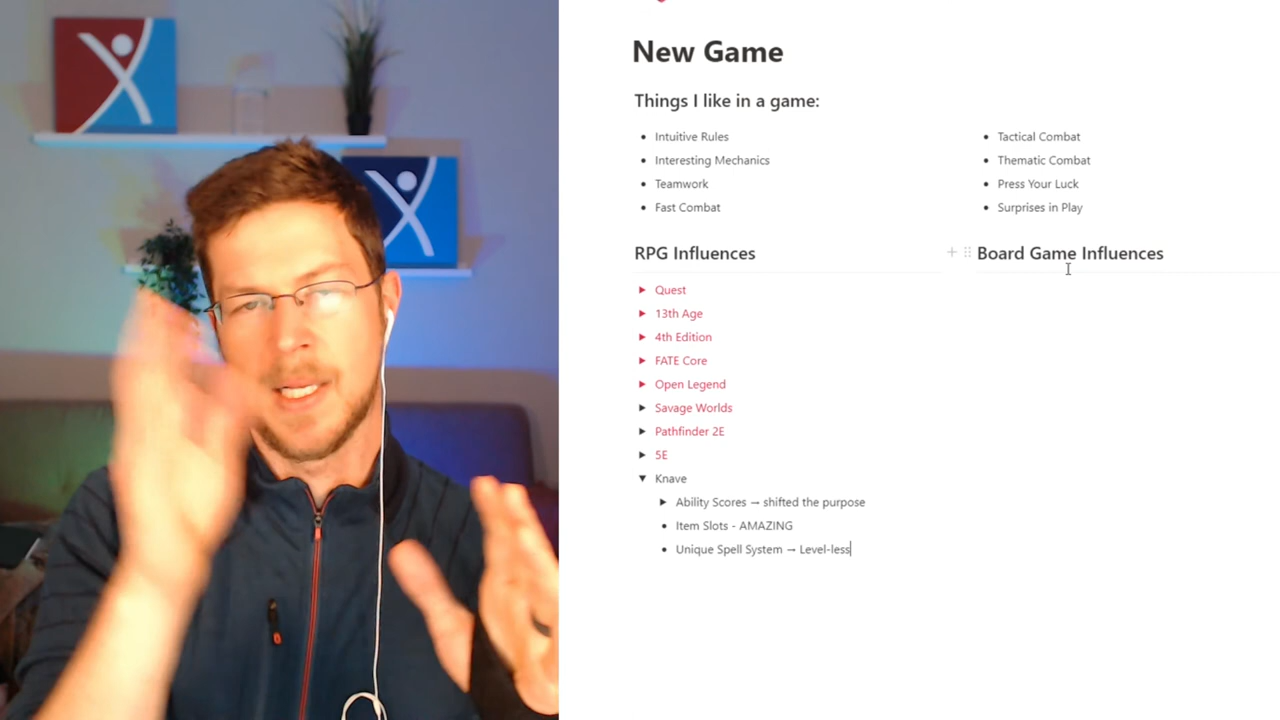 New Game
Things I like in a game:
• Intuitive Rules
• Interesting Mechanics
• Teamwork
• Fast Combat
• Tactical Combat
• Thematic Combat
• Press Your Luck
• Surprises in Play
RPG Influences
Quest
13th Age
4th Edition
FATE Core
Open Legend
Savage Worlds
Pathfinder 2E
5E
Knave
Ability Scores → shifted the purpose
• Item Slots - AMAZING
• Unique Spell System → Level-less
Board Game Influences